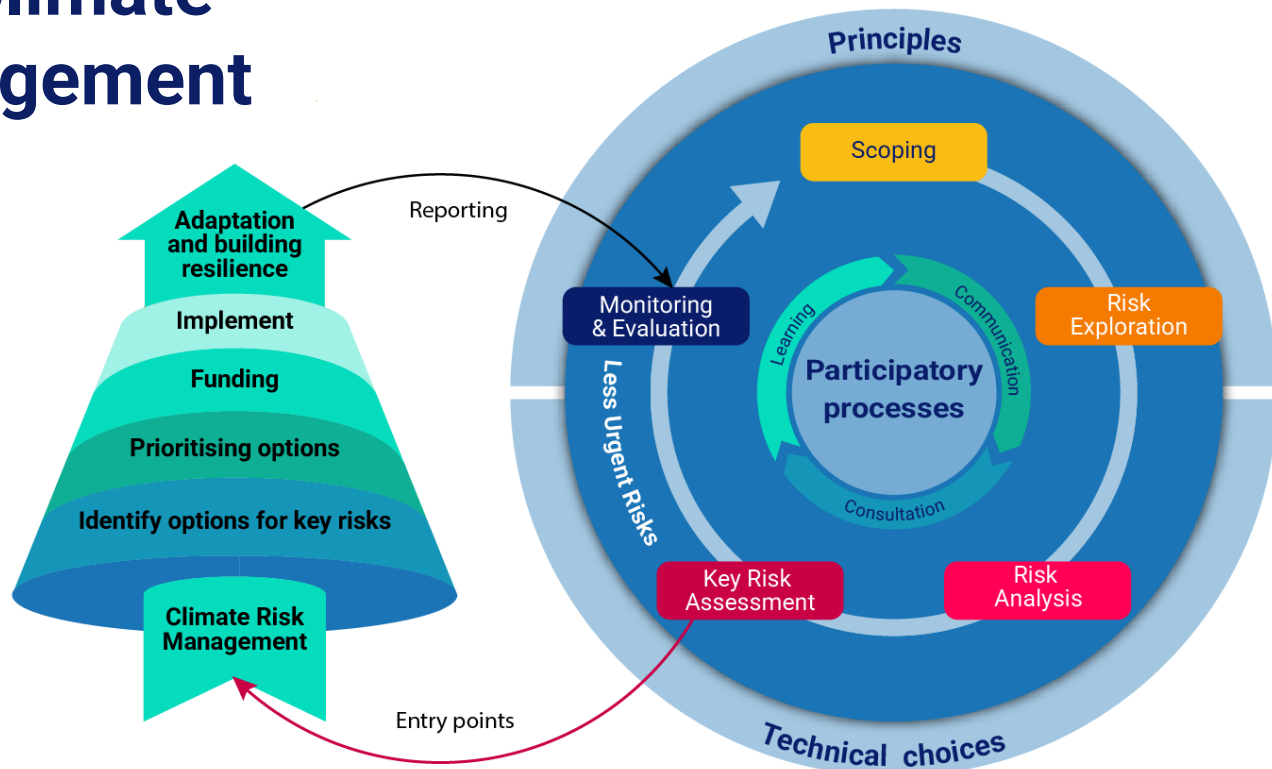 gement
Principles
Scoping
Risk
Exploration
Risk
Analysis
Key Risk
Assessment
Monitoring
& Evaluation
Less Urgent Risks
Learning
Communication
Consultation
Participatory
processes
Technical choices
Reporting
Entry points
Adaptation
and building
resilience
Implement
Funding
Prioritising options
Identify options for key risks
Climate Risk
Management